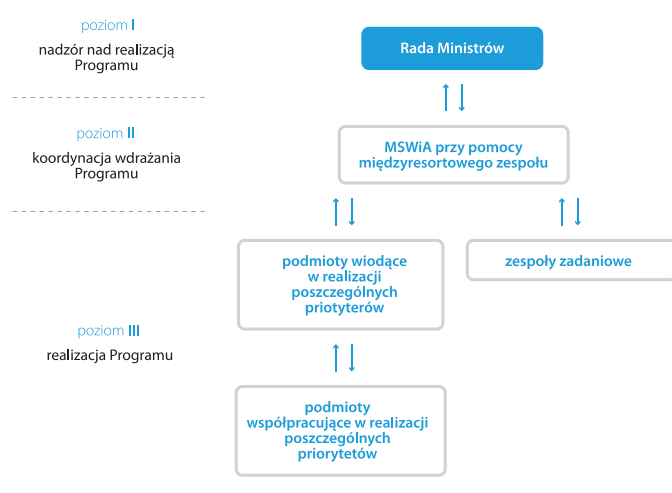 poziom I
nadzór nad realizacją
Programu
Rada Ministrów
poziom II
koordynacja wdrażania
Programu
MSWiA przy pomocy
międzyresortowego zespołu
podmioty wiodące
w realizacji
poszczególnych
priotyterów
zespoły zadaniowe
poziom III
realizacja Programu
podmioty
współpracujące w realizacji
poszczególnych
priorytetów